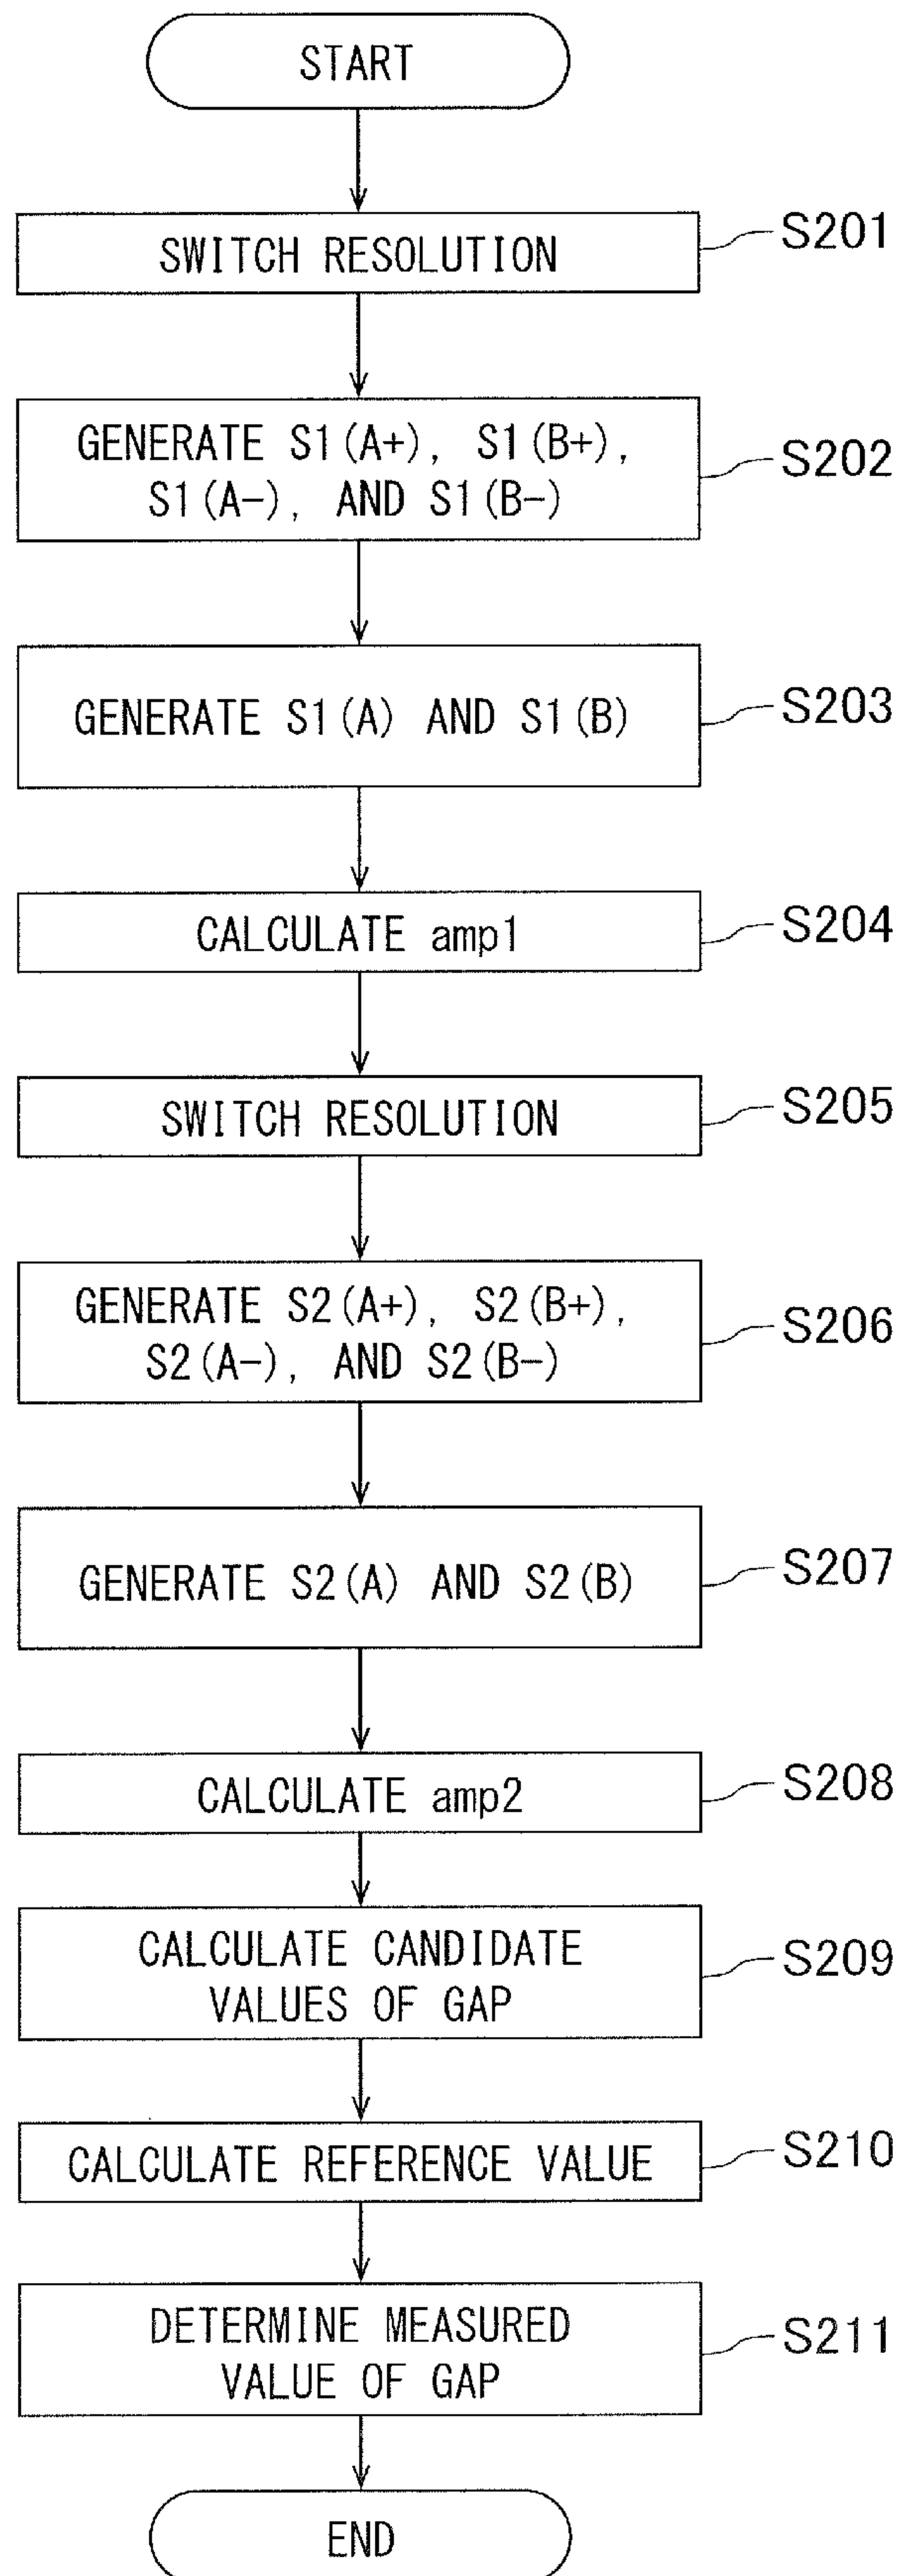 START
SWITCH RESOLUTION
S201
GENERATE S1(A+), S1(B+),
S1(A-), AND S1(B-)
S202
GENERATE S1(A) AND S1(B)
S203
CALCULATE amp1
S204
SWITCH RESOLUTION
S205
GENERATE S2(A+), S2(B+),
S2(A-), AND S2(B-)
S206
GENERATE S2(A) AND S2(B)
S207
CALCULATE amp2
S208
CALCULATE CANDIDATE
VALUES OF GAP
S209
CALCULATE REFERENCE VALUE
S210
DETERMINE MEASURED
VALUE OF GAP
S211
END